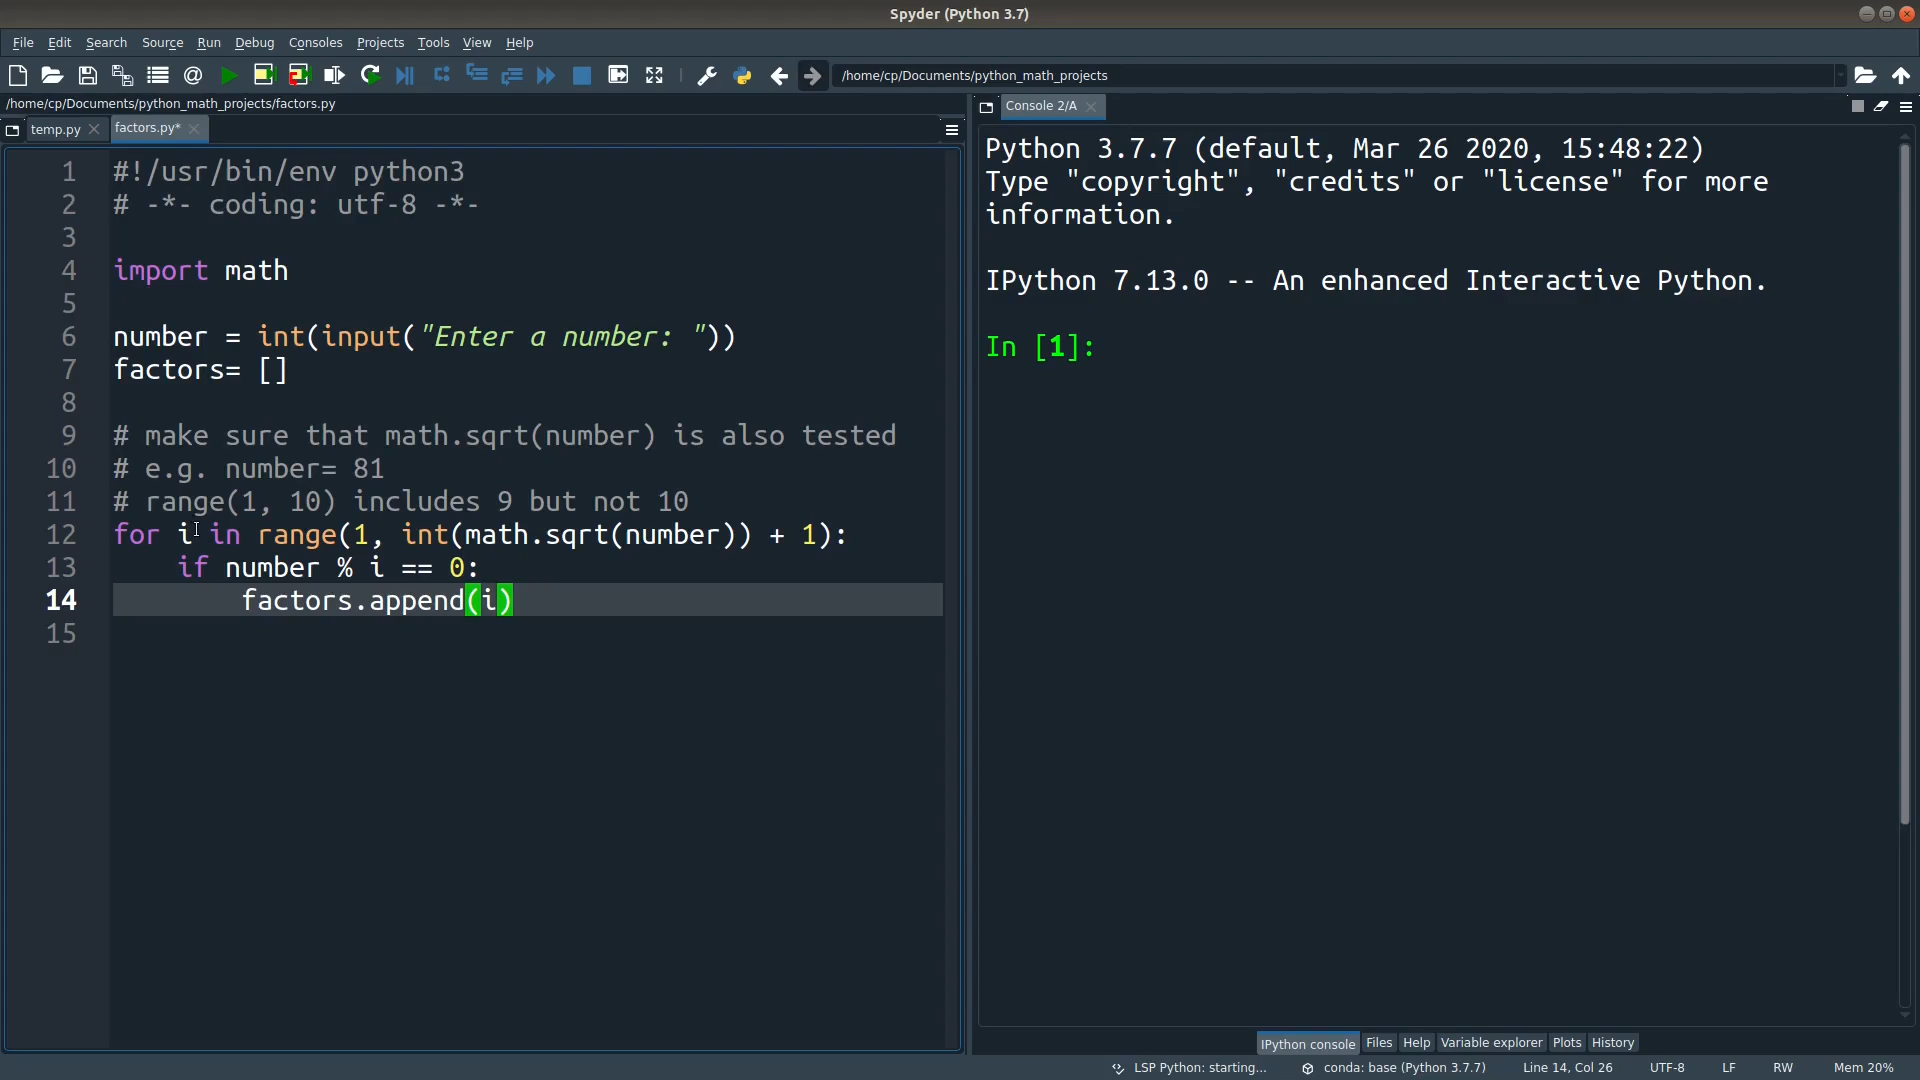 Spyder (Python 3.7)
File Edit Search Source Run Debug Consoles Projects Tools View Help
/home/cp/Documents/python_math_projects
/home/cp/Documents/python_math_projects/factors.py
temp.py factors.py*
1 #!/usr/bin/env python3
2 # -*- coding: utf-8 -*-
3
4 import math
5
6 number = int(input("Enter a number: "))
7 factors= []
8
9 # make sure that math.sqrt(number) is also tested
10 # e.g. number= 81
11 # range(1, 10) includes 9 but not 10
12 for i in range(1, int(math.sqrt(number)) + 1):
13     if number % i == 0:
14         factors.append(i)
15
Console 2/A
Python 3.7.7 (default, Mar 26 2020, 15:48:22)
Type "copyright", "credits" or "license" for more
information.
IPython 7.13.0 -- An enhanced Interactive Python.
In [1]:
IPython console Files Help Variable explorer Plots History
LSP Python: starting... conda: base (Python 3.7.7) Line 14, Col 26 UTF-8 LF RW Mem 20%